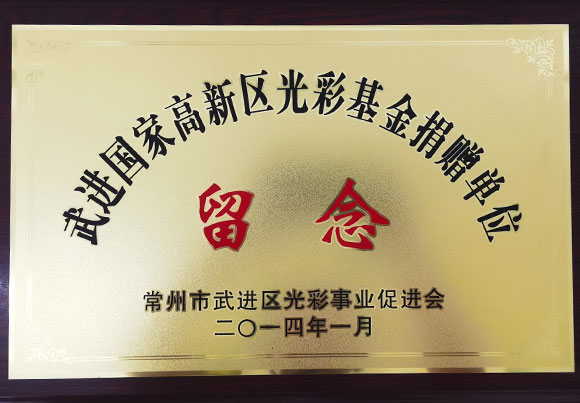 武进国家高新区光彩基金捐赠单位
留念
常州市武进区光彩事业促进会
二〇一四年一月